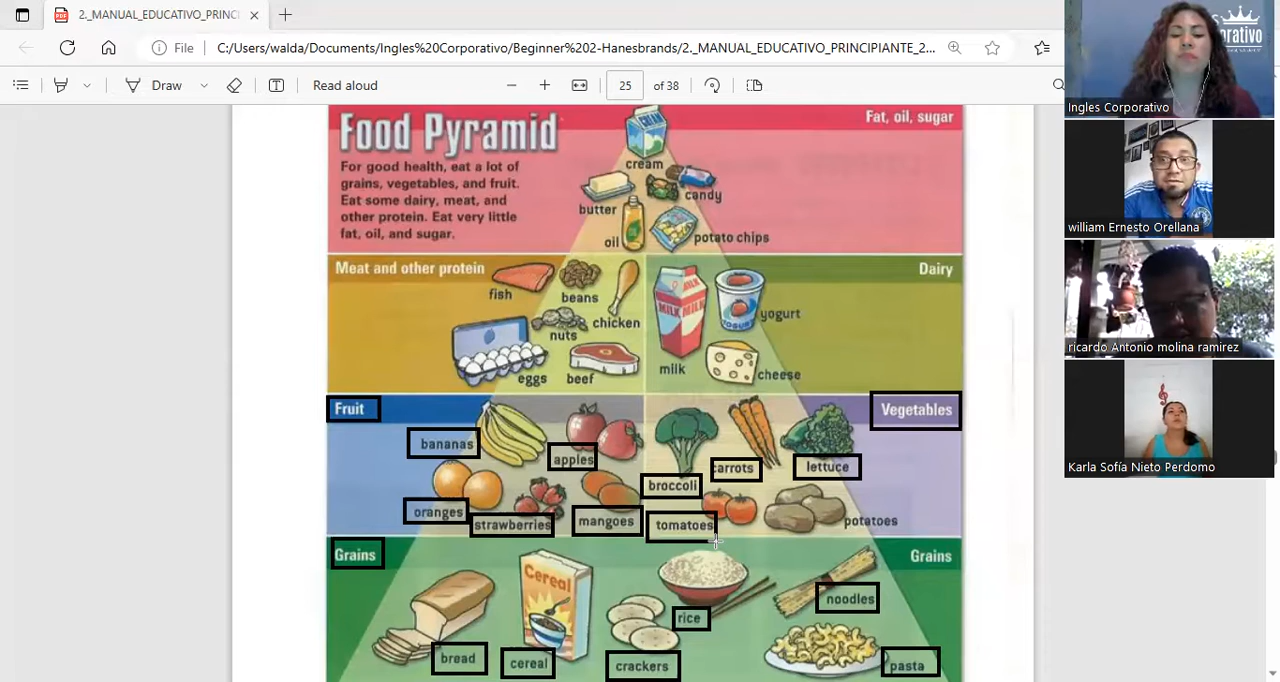 2._MANUAL_EDUCATIVO_PRINCI
File
C:/Users/walda/Documents/Ingles%20Corporativo/Beginner%202-Hanesbrands/2._MANUAL_EDUCATIVO_PRINCIPIANTE_2...
Draw
Read aloud
25
of 38
Food Pyramid
For good health, eat a lot of
grains, vegetables, and fruit.
Eat some dairy, meat, and
other protein. Eat very little
fat, oil, and sugar.
Fat, oil, sugar
CREAM
cream
candy
butter
oil
potato chips
Meat and other protein
fish
beans
chicken
nuts
eggs
beef
Dairy
MILK
MILK
YOGURT
yogurt
milk
cheese
Fruit
bananas
apples
oranges
strawberries
mangoes
Vegetables
carrots
lettuce
broccoli
tomatoes
potatoes
Grains
Grains
Cereal
bread
cereal
crackers
rice
noodles
pasta
Ingles Corporativo
william Ernesto Orellana
ricardo Antonio molina ramirez
Karla Sofía Nieto Perdomo